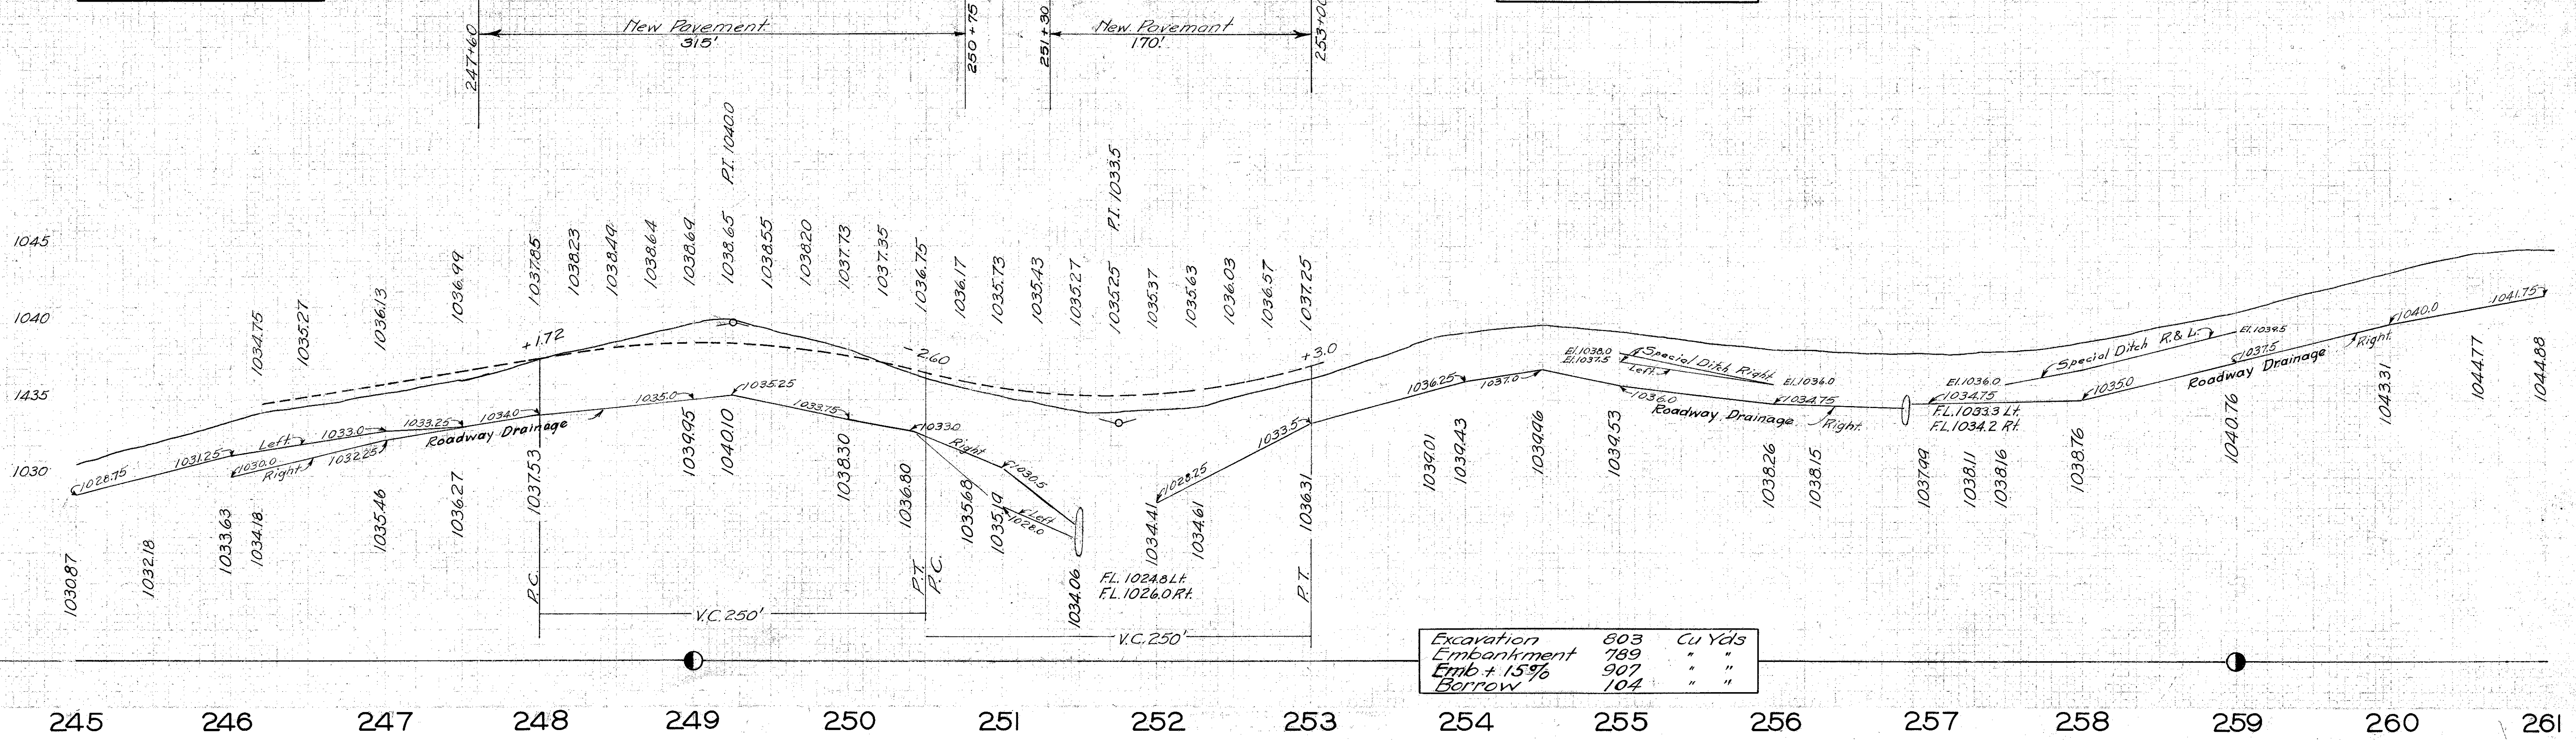 247+60
New Pavement
315'
250+75
251+30
New Pavement
170'
253+00
P.I. 1040.0
P.I. 1033.5
1045
1040
1435
1030
1034.75
1035.27
1036.13
1036.99
1037.85
1038.23
1038.49
1038.64
1038.69
1038.65
1038.55
1038.20
1037.73
1037.35
1036.75
1036.17
1035.73
1035.43
1035.27
1035.25
1035.37
1035.63
1036.03
1036.57
1037.25
+1.72
-2.60
+3.0
1028.75
1031.25
Left
1033.0
1033.25
1034.0
1030.0
Right
1032.25
Roadway Drainage
1035.0
1035.25
1033.75
1033.0
Right
1030.5
Left
1028.0
1028.25
1033.5
1036.25
1037.0
El. 1038.0
El. 1037.5
Special Ditch Right
Left
El. 1036.0
1036.0
Roadway Drainage
1034.75
Right
El. 1036.0
1034.75
F.L. 1033.3 Lt.
F.L. 1034.2 Rt.
Special Ditch R. & L.
El. 1039.5
1035.0
1037.5
Roadway Drainage
Right
1040.0
1041.75
1030.87
1032.18
1033.63
1034.18
1035.46
1036.27
1037.53
1039.95
1040.10
1038.30
1036.80
1035.68
1035.19
1034.06
1034.41
1034.61
1036.31
1039.01
1039.43
1039.96
1039.53
1038.26
1038.15
1037.99
1038.11
1038.16
1038.76
1040.76
1043.31
1044.77
1044.88
F.L. 1024.8 Lt.
F.L. 1026.0 Rt.
P.C.
P.T.
P.C.
P.T.
V.C. 250'
V.C. 250'
Excavation 803 Cu Yds
Embankment 789 " "
Emb + 15% 907 " "
Borrow 104 " "
245 246 247 248 249 250 251 252 253 254 255 256 257 258 259 260 261